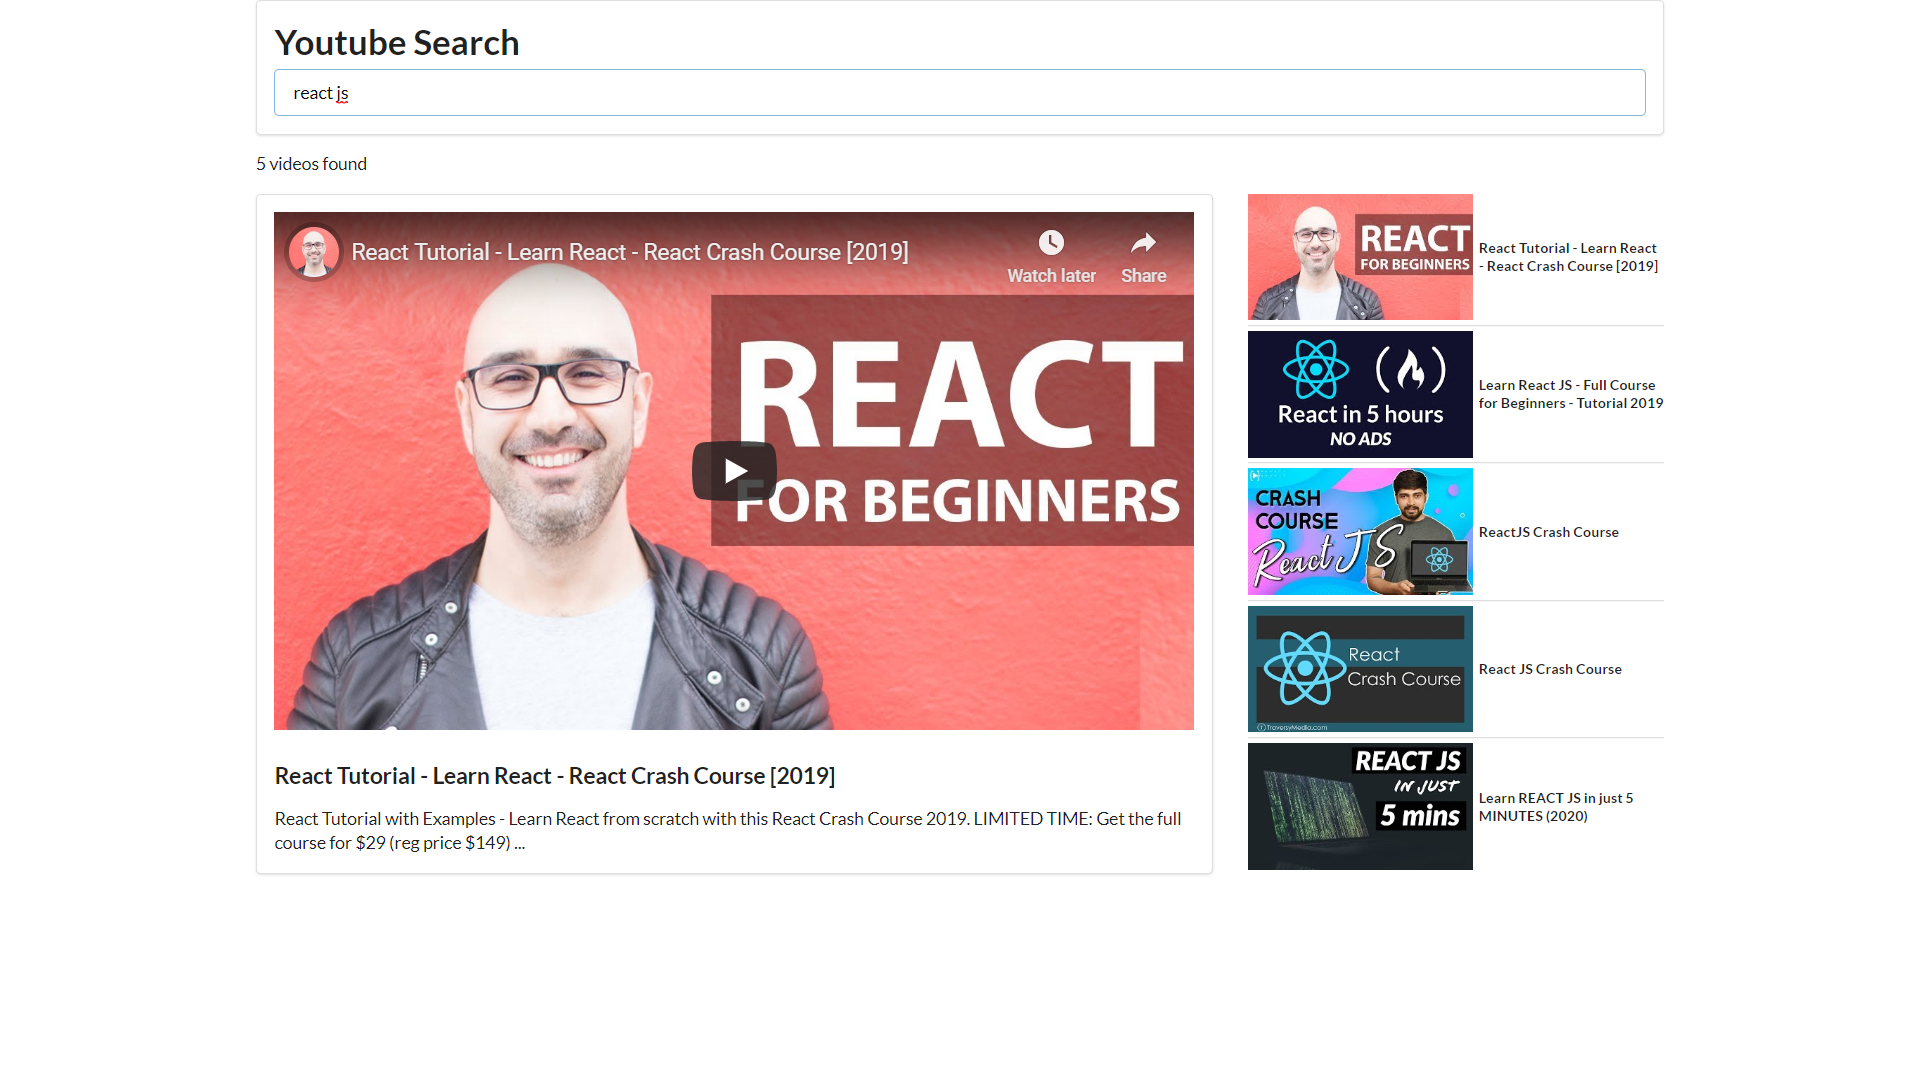 Youtube Search
react js
5 videos found
React Tutorial - Learn React - React Crash Course [2019]
Watch later
Share
REACT
FOR BEGINNERS
React Tutorial - Learn React - React Crash Course [2019]
React Tutorial with Examples - Learn React from scratch with this React Crash Course 2019. LIMITED TIME: Get the full
course for $29 (reg price $149) ...
REACT
FOR BEGINNERS
React Tutorial - Learn React
- React Crash Course [2019]
React in 5 hours
NO ADS
Learn React JS - Full Course
for Beginners - Tutorial 2019
CRASH
COURSE
React JS
ReactJS Crash Course
React
Crash Course
TraversyMedia.com
React JS Crash Course
REACT JS
IN JUST
5 mins
Learn REACT JS in just 5
MINUTES (2020)